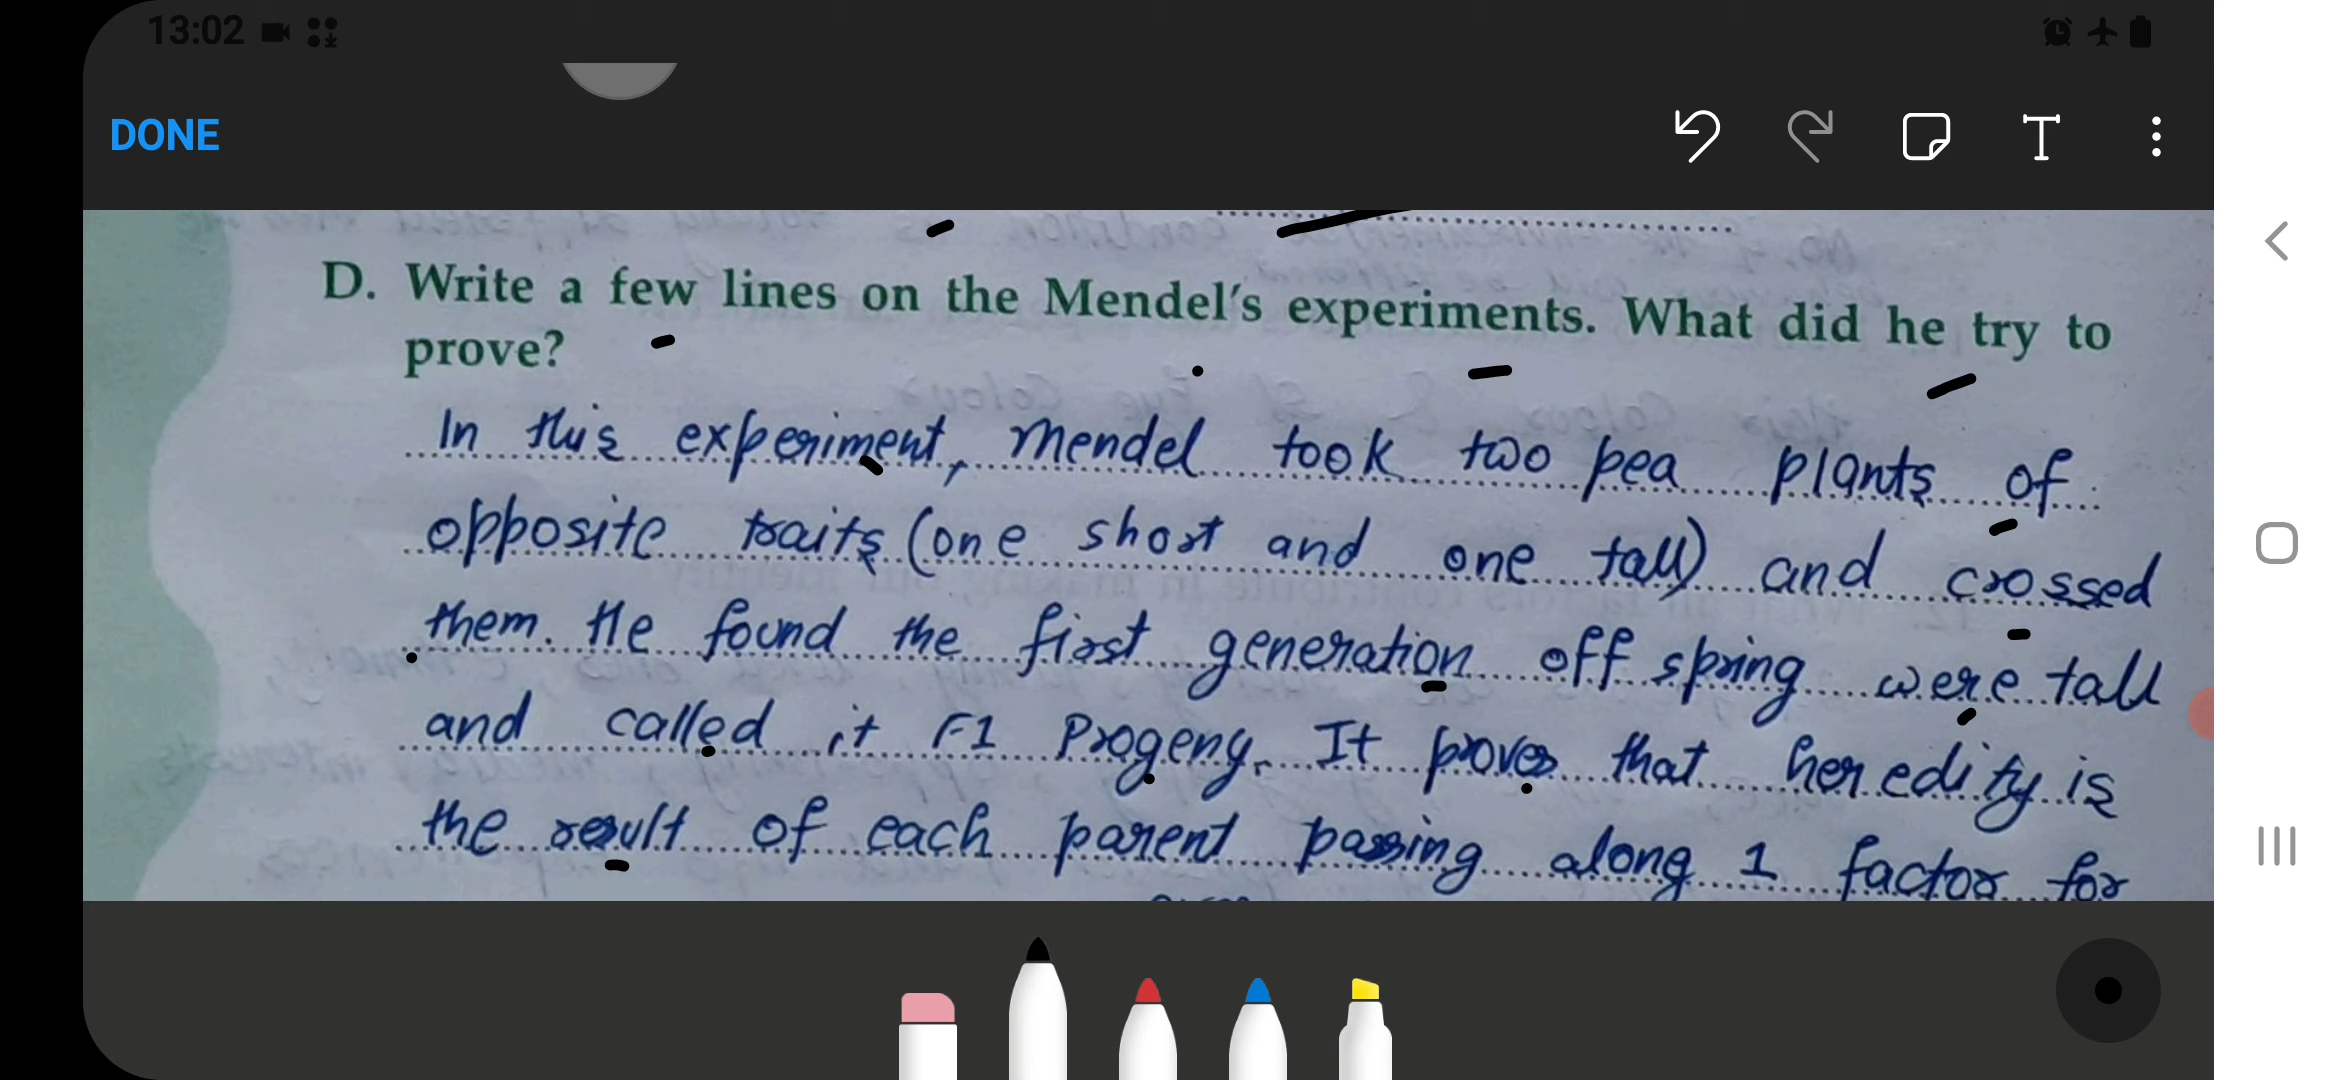 13:02
DONE
D. Write a few lines on the Mendel's experiments. What did he try to
prove?
In this experiment, Mendel took two pea plants of
opposite traits (one short and one tall) and crossed
them. He found the first generation off spring were tall
and called it F1 Progeny. It proves that heredity is
the result of each parent passing along 1 factor for